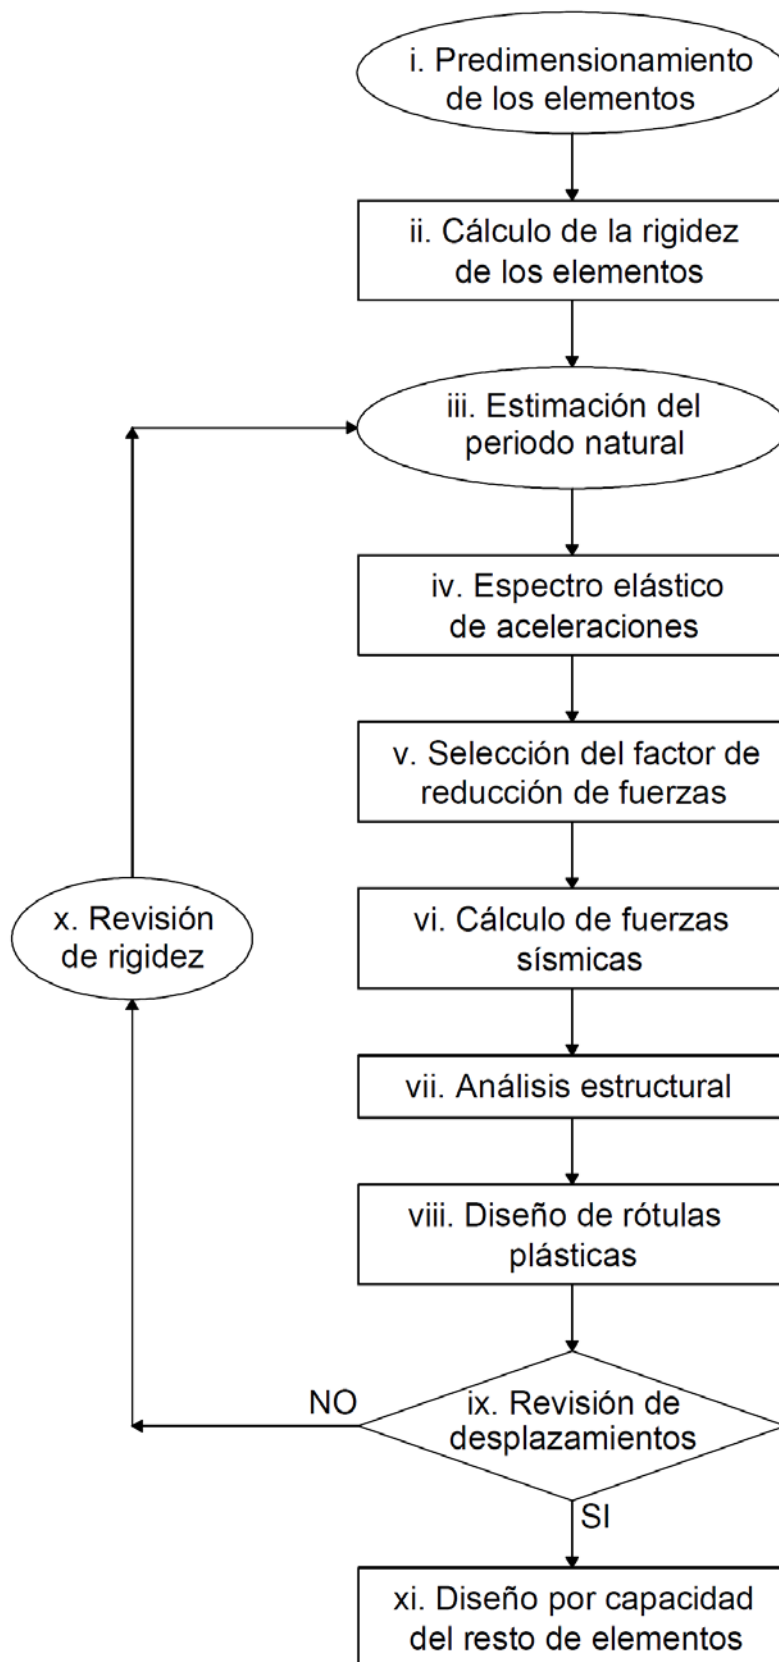 i. Predimensionamiento
de los elementos
ii. Cálculo de la rigidez
de los elementos
iii. Estimación del
periodo natural
iv. Espectro elástico
de aceleraciones
v. Selección del factor de
reducción de fuerzas
x. Revisión
de rigidez
vi. Cálculo de fuerzas
sísmicas
vii. Análisis estructural
viii. Diseño de rótulas
plásticas
NO
ix. Revisión de
desplazamientos
SI
xi. Diseño por capacidad
del resto de elementos